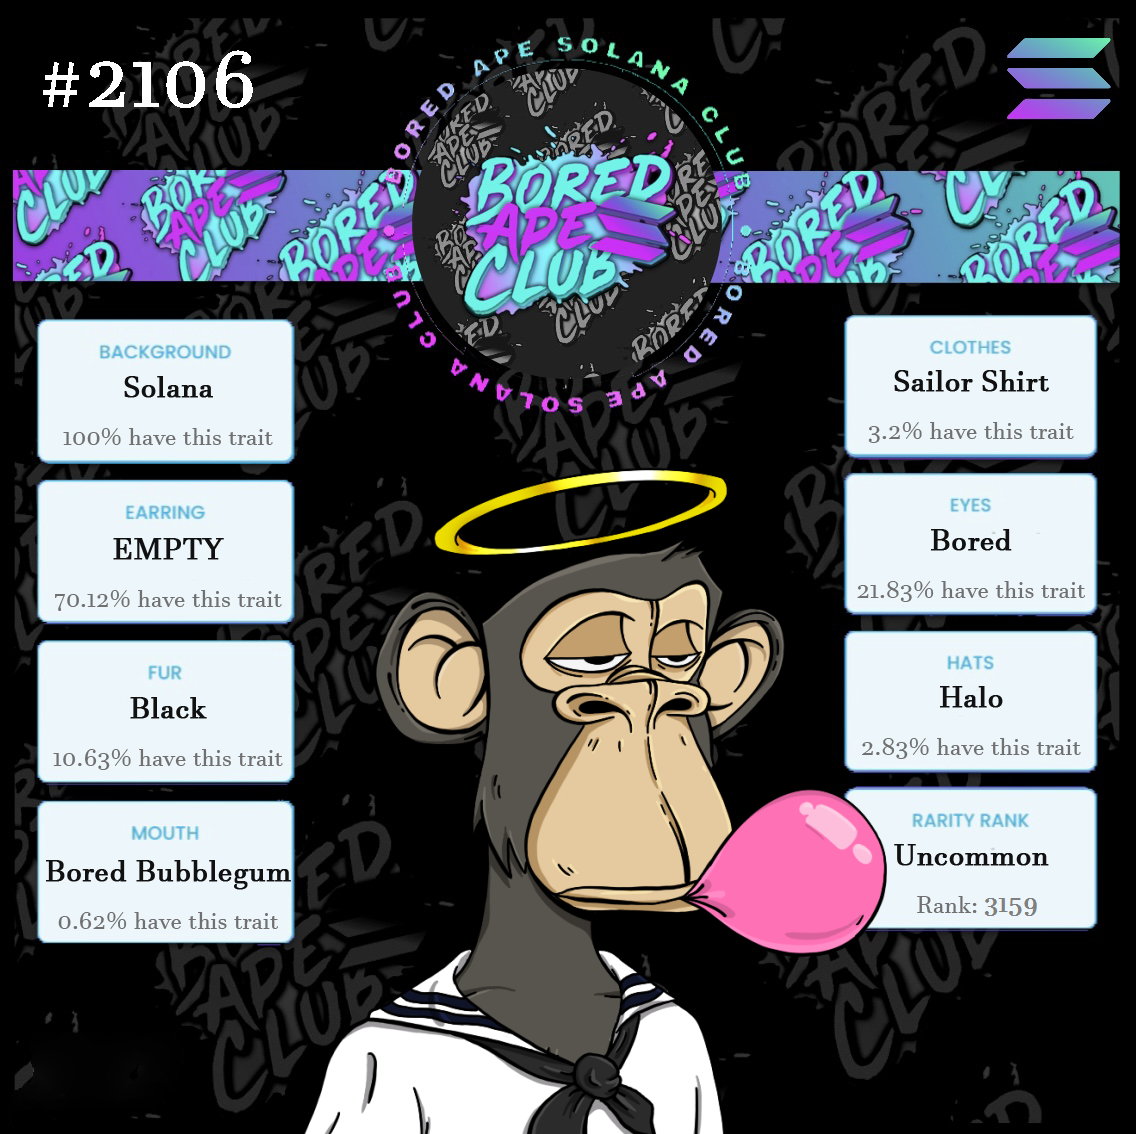 #2106
BORED APE SOLANA CLUB
BORED APE SOLANA CLUB
BORED
APE
CLUB
BACKGROUND
Solana
100% have this trait
EARRING
EMPTY
70.12% have this trait
FUR
Black
10.63% have this trait
MOUTH
Bored Bubblegum
0.62% have this trait
CLOTHES
Sailor Shirt
3.2% have this trait
EYES
Bored
21.83% have this trait
HATS
Halo
2.83% have this trait
RARITY RANK
Uncommon
Rank: 3159